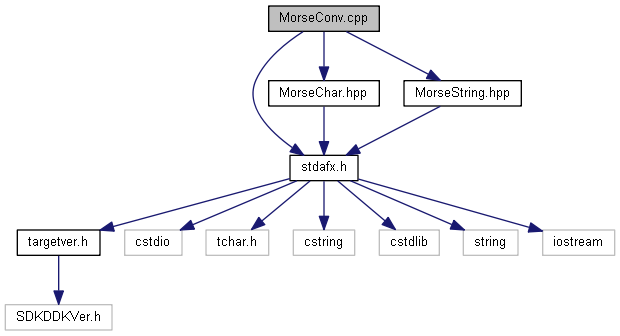 MorseConv.cpp
MorseChar.hpp
MorseString.hpp
stdafx.h
targetver.h
cstdio
tchar.h
cstring
cstdlib
string
iostream
SDKDDKVer.h